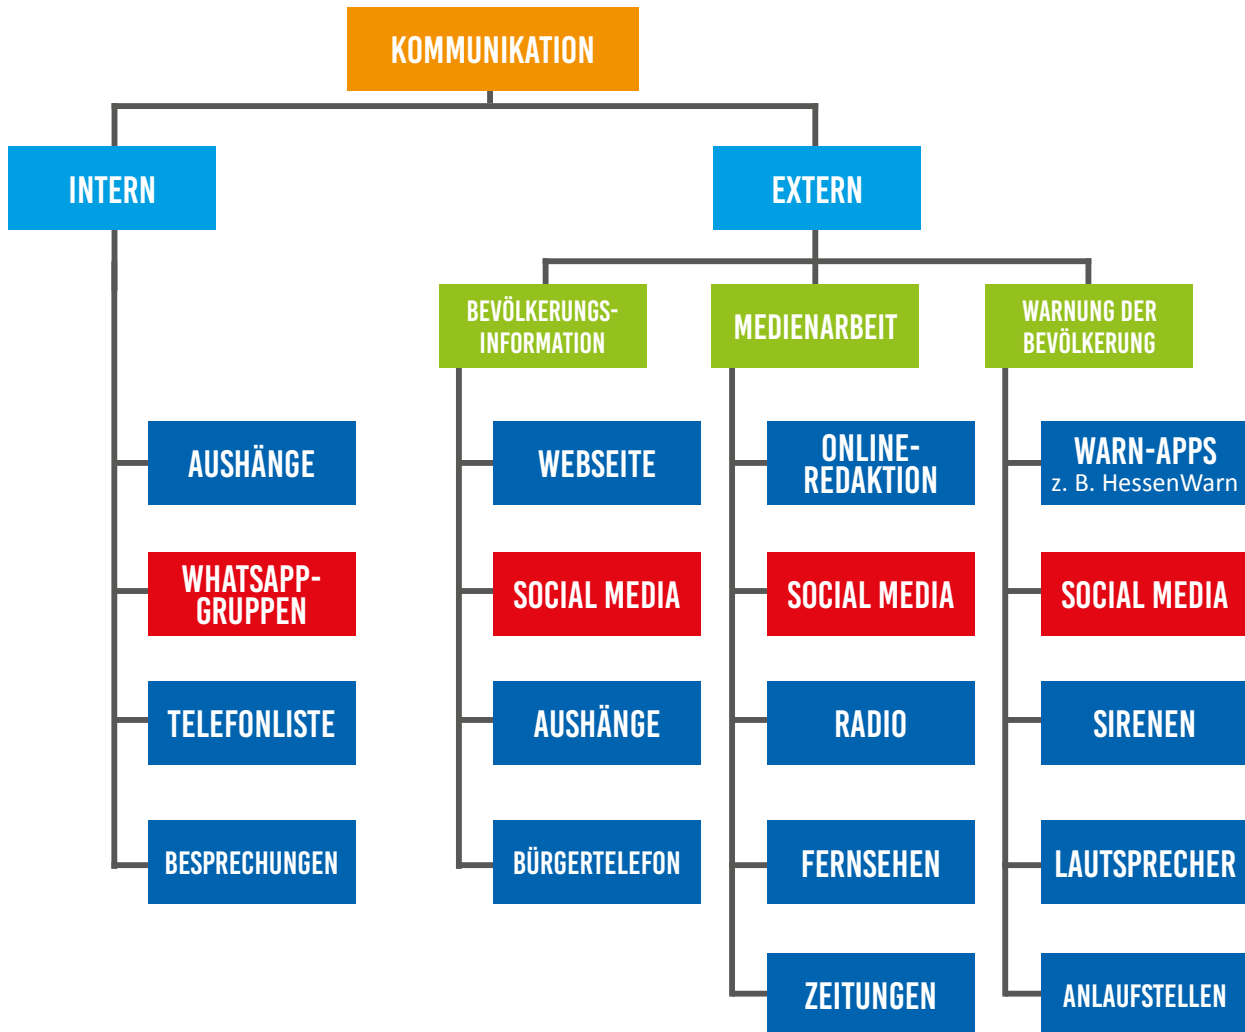 KOMMUNIKATION
INTERN
EXTERN
BEVÖLKERUNGS-
INFORMATION
MEDIENARBEIT
WARNUNG DER
BEVÖLKERUNG
AUSHÄNGE
WHATSAPP-
GRUPPEN
TELEFONLISTE
BESPRECHUNGEN
WEBSEITE
SOCIAL MEDIA
AUSHÄNGE
BÜRGERTELEFON
ONLINE-
REDAKTION
SOCIAL MEDIA
RADIO
FERNSEHEN
ZEITUNGEN
WARN-APPS
z. B. HessenWarn
SOCIAL MEDIA
SIRENEN
LAUTSPRECHER
ANLAUFSTELLEN